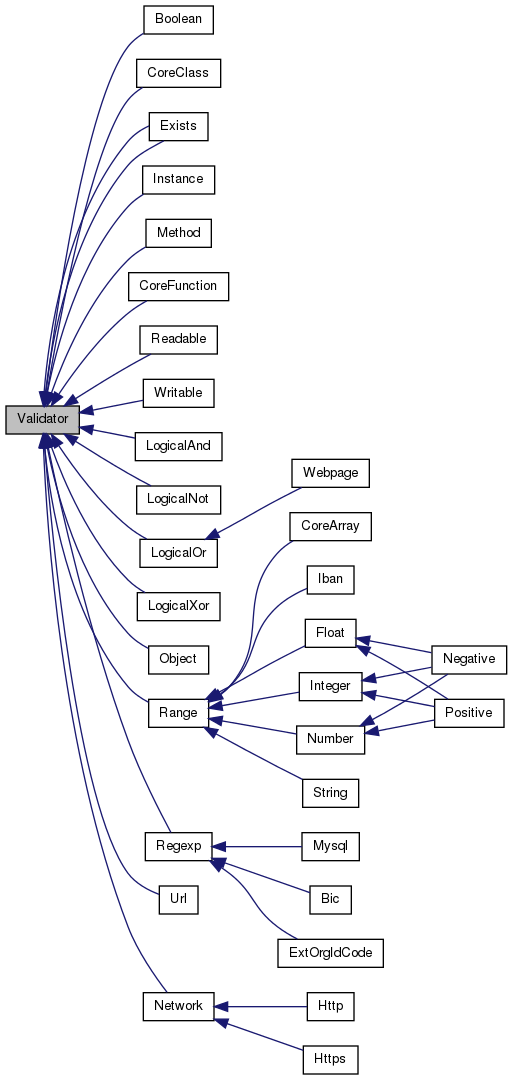 Boolean
CoreClass
Exists
Instance
Method
CoreFunction
Readable
Writable
Validator
LogicalAnd
LogicalNot
Webpage
LogicalOr
CoreArray
Iban
LogicalXor
Float
Object
Negative
Integer
Range
Positive
Number
String
Regexp
Mysql
Url
Bic
ExtOrgIdCode
Network
Http
Https